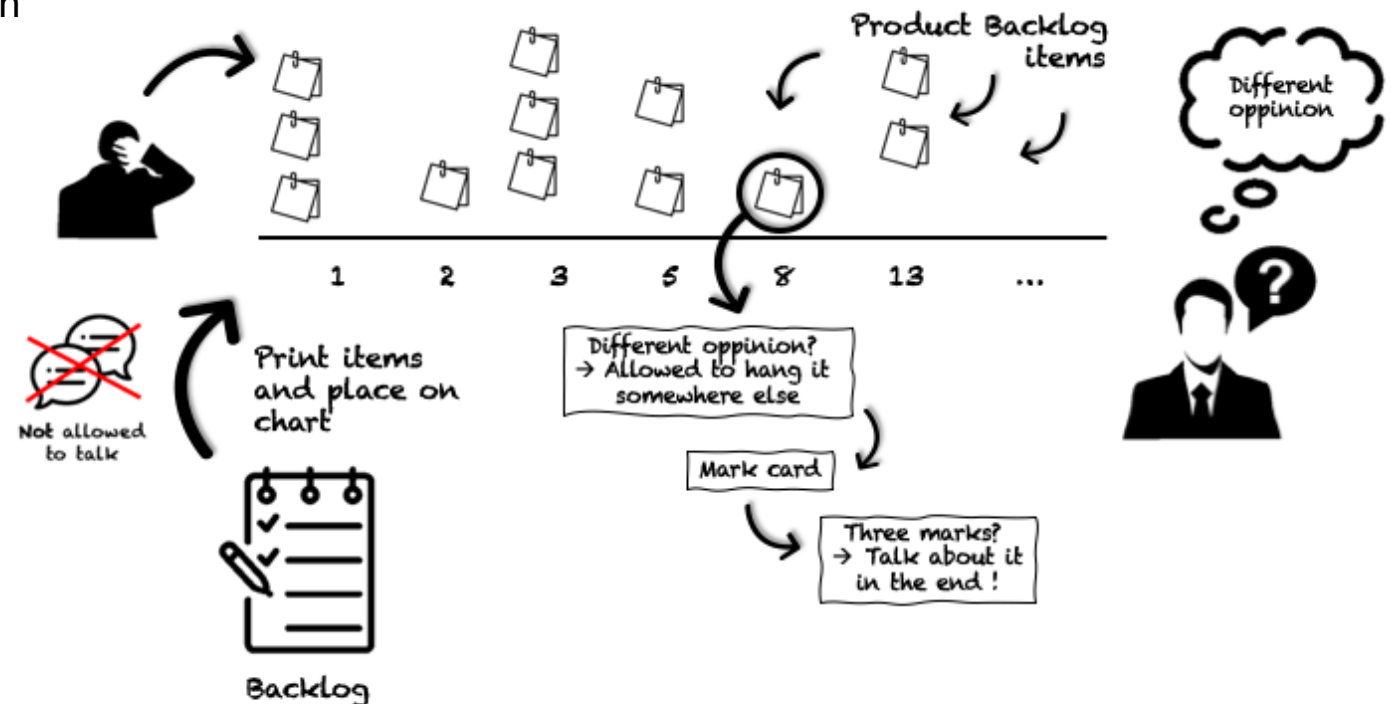 n
Product Backlog
items
Different
oppinion
1 2 3 5 8 13 ...
?
Not allowed
to talk
Print items
and place on
chart
Different oppinion?
→ Allowed to hang it
somewhere else
Mark card
Three marks?
→ Talk about it
in the end !
Backlog